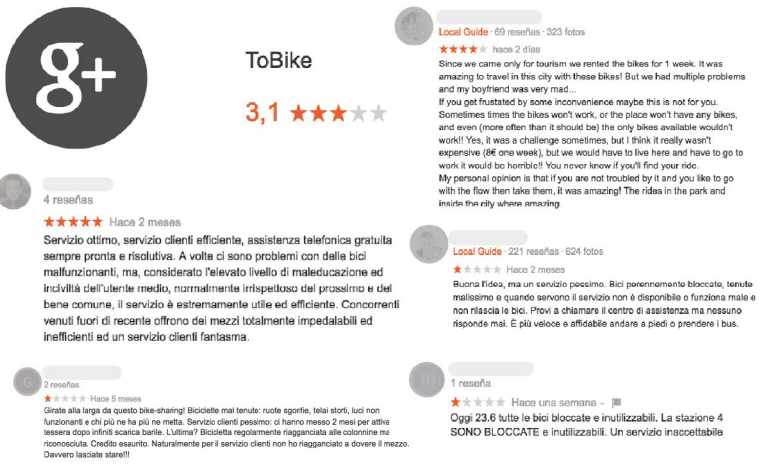 g+
ToBike
3,1
4 reseñas
Hace 2 meses
Servizio ottimo, servizio clienti efficiente, assistenza telefonica gratuita
sempre pronta e risolutiva. A volte ci sono problemi con delle bici
malfunzionanti, ma, considerato l'elevato livello di maleducazione ed
inciviltà dell'utente medio, normalmente irrispettoso del prossimo e del
bene comune, il servizio è estremamente utile ed efficiente. Concorrenti
venuti fuori di recente offrono dei mezzi totalmente impedalabili ed
inefficienti ed un servizio clienti fantasma.
G
2 reseñas
Hace 5 meses
Girate alla larga da questo bike-sharing! Biciclette mal tenute: ruote sgonfie, telai storti, luci non
funzionanti e chi più ne ha più ne metta. Servizio clienti pessimo: ci hanno messo 2 mesi per attiva
tessera dopo infiniti scarica barile. L'ultima? Bicicletta regolarmente riagganciata alle colonnine ma
riconosciuta. Credito esaurito. Naturalmente per il servizio clienti non ho riagganciato a dovere il mezzo.
Davvero lasciate stare!!!
Local Guide · 69 reseñas · 323 fotos
hace 2 días
Since we came only for tourism we rented the bikes for 1 week. It was
amazing to travel in this city with these bikes! But we had multiple problems
and my boyfriend was very mad...
If you get frustated by some inconvenience maybe this is not for you.
Sometimes times the bikes won't work, or the place won't have any bikes,
and even (more often than it should be) the only bikes available wouldn't
work!! Yes, it was a challenge sometimes, but I think it really wasn't
expensive (8€ one week), but we would have to live here and have to go to
work it would be horrible!! You never know if you'll find your ride.
My personal opinion is that if you are not troubled by it and you like to go
with the flow then take them, it was amazing! The rides in the park and
inside the city where amazing.
Local Guide · 221 reseñas · 624 fotos
Hace 2 meses
Buona l'idea, ma un servizio pessimo. Bici perennemente bloccate, tenute
malissimo e quando servono il servizio non è disponibile o funziona male e
non rilascia le bici. Provi a chiamare il centro di assistenza ma nessuno
risponde mai. È più veloce e affidabile andare a piedi o prendere i bus.
m
1 reseña
Hace una semana -
Oggi 23.6 tutte le bici bloccate e inutilizzabili. La stazione 4
SONO BLOCCATE e inutilizzabili. Un servizio inaccettabile